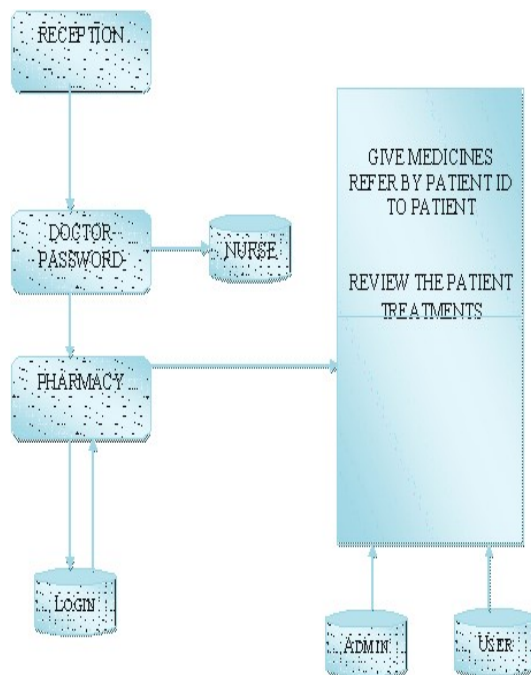 RECEPTION
DOCTOR
PASSWORD
NURSE
PHARMACY
LOGIN
GIVE MEDICINES
REFER BY PATIENT ID
TO PATIENT
REVIEW THE PATIENT
TREATMENTS
ADMIN
USER